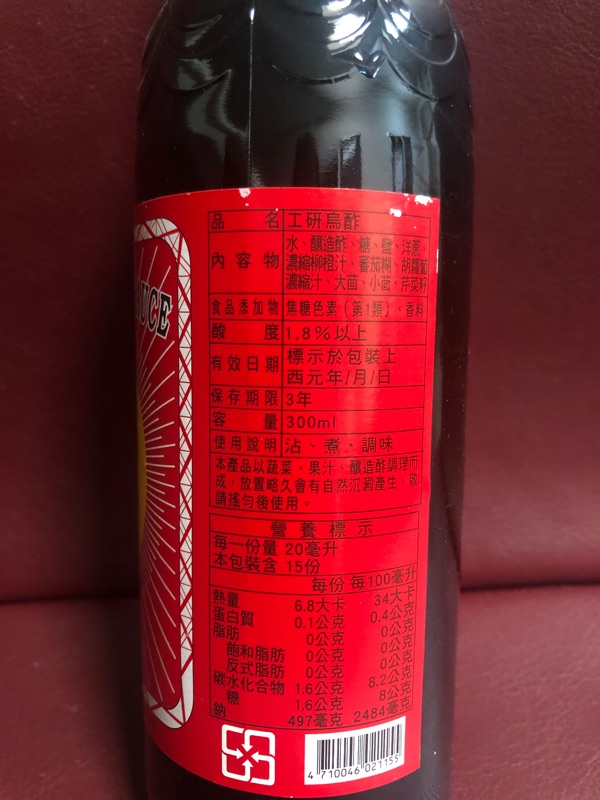 UCE
品名 工研烏酢
內容物 水、釀造酢、糖、鹽、洋蔥、
濃縮柳橙汁、蕃茄糊、胡蘿蔔
濃縮汁、大茴、小茴、芹菜籽
食品添加物 焦糖色素(第1類)、香料
酸度 1.8%以上
有效日期 標示於包裝上
西元年/月/日
保存期限 3年
容量 300ml
使用說明 沾、煮、調味
本產品以蔬菜、果汁、釀造酢調理而
成，放置略久會有自然沉澱產生，敬
請搖勻後使用。
營養標示
每一份量 20毫升
本包裝含 15份
每份 每100毫升
熱量 6.8大卡 34大卡
蛋白質 0.1公克 0.4公克
脂肪 0公克 0公克
飽和脂肪 0公克 0公克
反式脂肪 0公克 0公克
碳水化合物 1.6公克 8.2公克
糖 1.6公克 8公克
鈉 497毫克 2484毫克
4 710046 021155